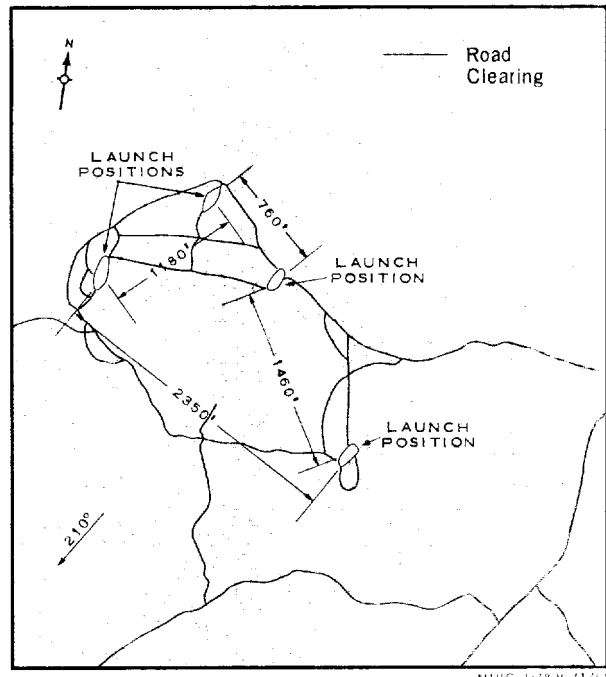 N
Road
Clearing
LAUNCH
POSITIONS
760'
1180'
LAUNCH
POSITION
1460'
2350'
LAUNCH
POSITION
210°